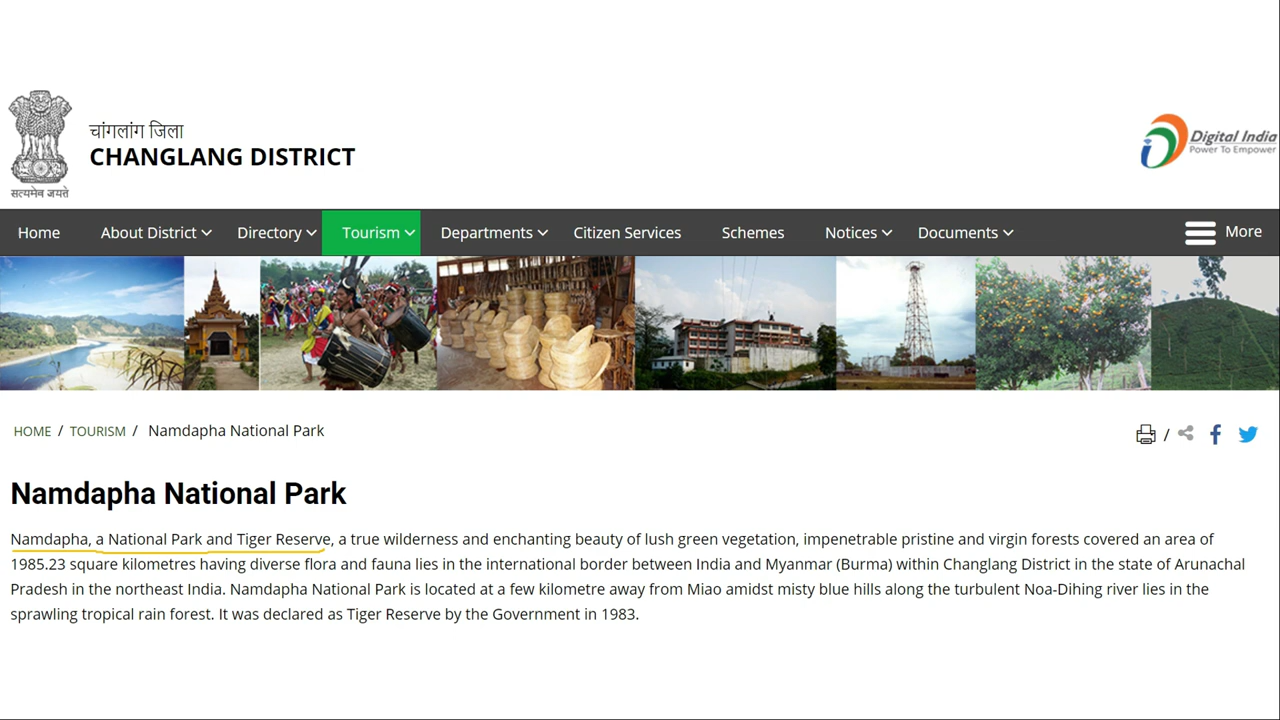 चांगलांग जिला
CHANGLANG DISTRICT
सत्यमेव जयते
Digital India
Power To Empower
Home About District Directory Tourism Departments Citizen Services Schemes Notices Documents More
HOME / TOURISM / Namdapha National Park
Namdapha National Park
Namdapha, a National Park and Tiger Reserve, a true wilderness and enchanting beauty of lush green vegetation, impenetrable pristine and virgin forests covered an area of
1985.23 square kilometres having diverse flora and fauna lies in the international border between India and Myanmar (Burma) within Changlang District in the state of Arunachal
Pradesh in the northeast India. Namdapha National Park is located at a few kilometre away from Miao amidst misty blue hills along the turbulent Noa-Dihing river lies in the
sprawling tropical rain forest. It was declared as Tiger Reserve by the Government in 1983.